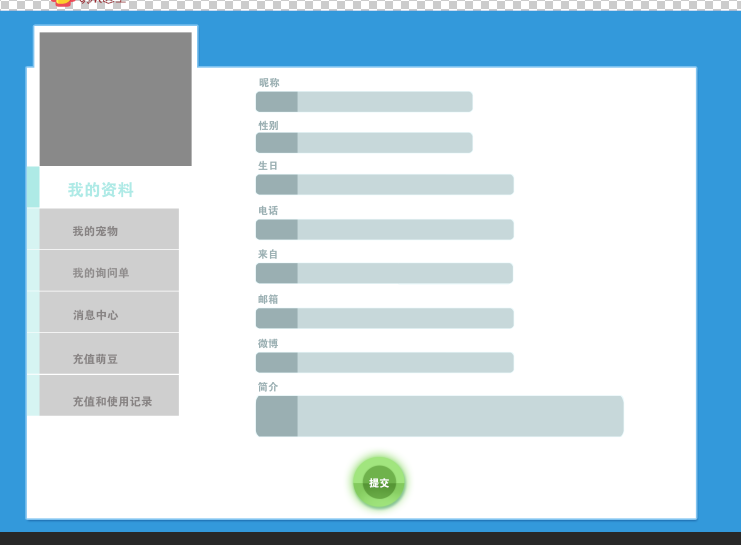 我的资料
我的宠物
我的询问单
消息中心
充值萌豆
充值和使用记录
昵称
性别
生日
电话
来自
邮箱
微博
简介
提交